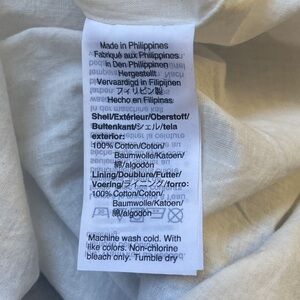 Made in Philippines
Fabriqué aux Philippines
In Den Philippinen
Hergestellt
Vervaardigd in Filipijnen
フィリピン製
Hecho en Filipinas
Shell/Extérieur/Oberstoff/
Buitenkant/シェル/tela
exterior:
100% Cotton/Coton/
Baumwolle/Katoen/
綿/algodón
Lining/Doublure/Futter/
Voering/ライニング/forro:
100% Cotton/Coton/
Baumwolle/Katoen/
綿/algodón
Machine wash cold. With
like colors. Non-chlorine
bleach only. Tumble dry